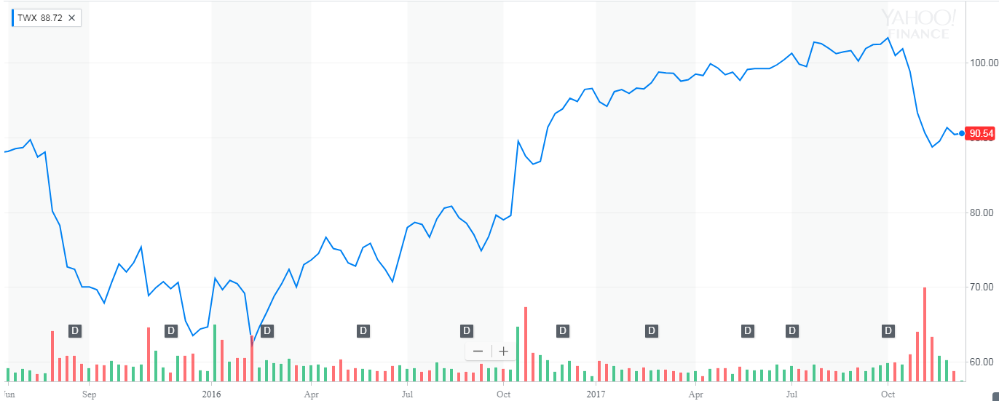 TWX 88.72 ×
YAHOO!
FINANCE
100.00
90.54
80.00
70.00
D D D D D D D D D D
60.00
Sep 2016 Apr Jul Oct 2017 Apr Jul Oct